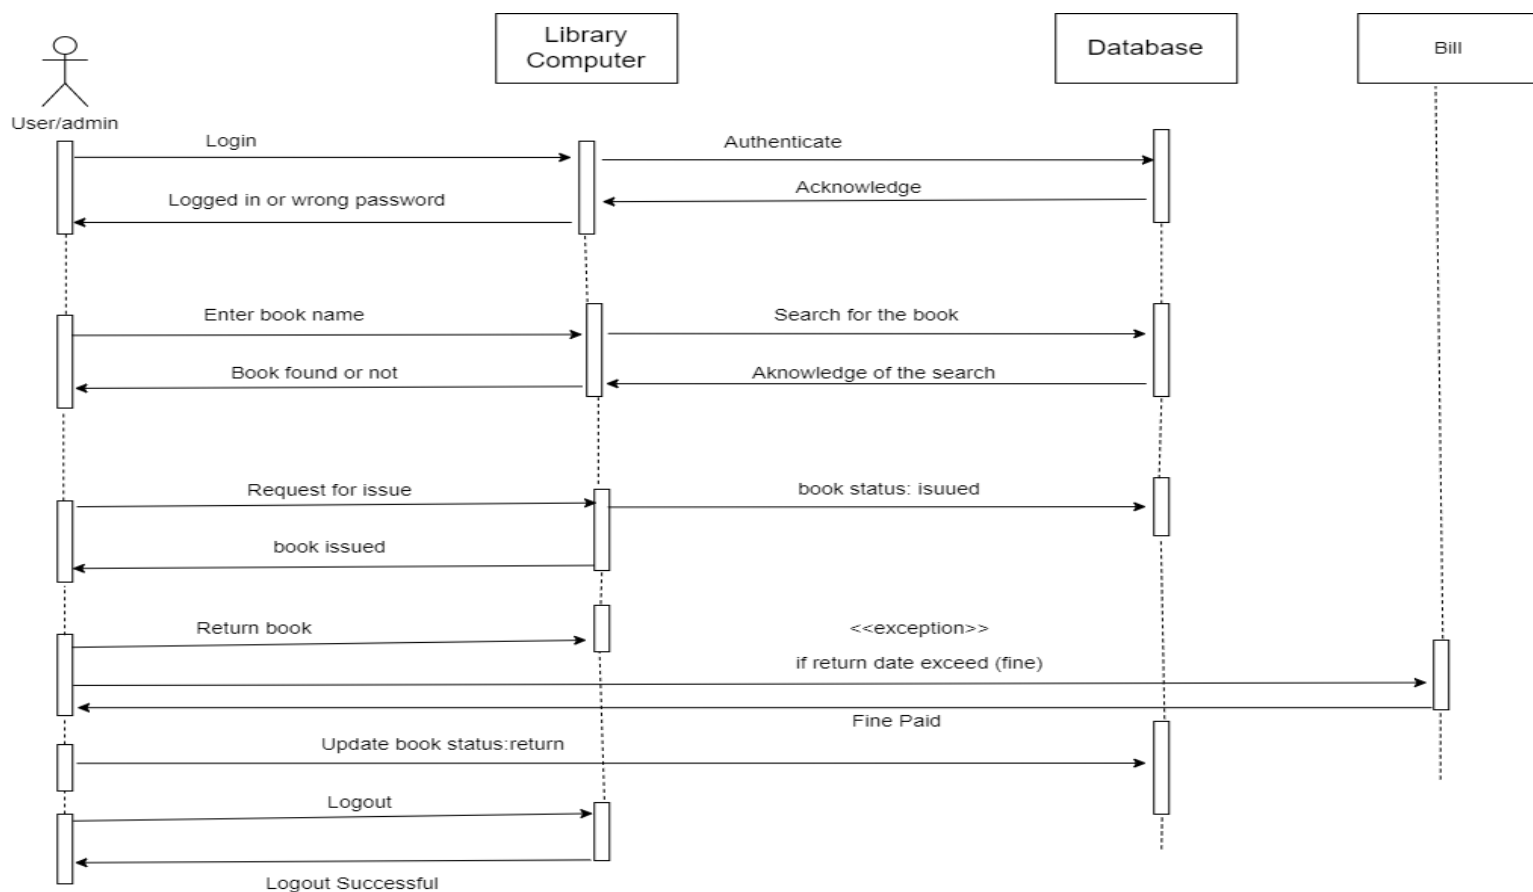 Library
Computer
Database
Bill
User/admin
Login
Authenticate
Acknowledge
Logged in or wrong password
Enter book name
Search for the book
Book found or not
Aknowledge of the search
Request for issue
book status: isuued
book issued
Return book
<<exception>>
if return date exceed (fine)
Fine Paid
Update book status:return
Logout
Logout Successful